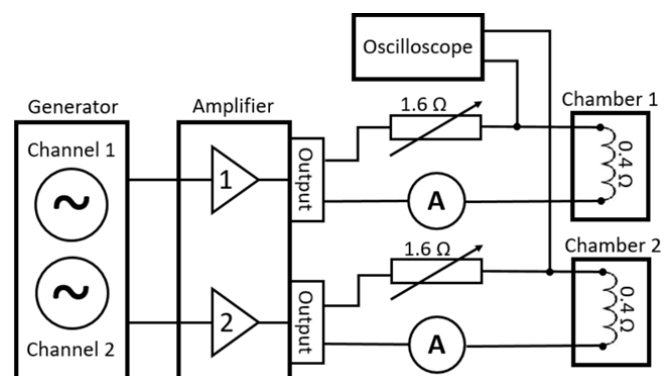 Oscilloscope
Generator
Amplifier
1.6 Ω
Chamber 1
Channel 1
~
1
Output
0.4 Ω
A
1.6 Ω
Chamber 2
~
2
Output
0.4 Ω
A
Channel 2